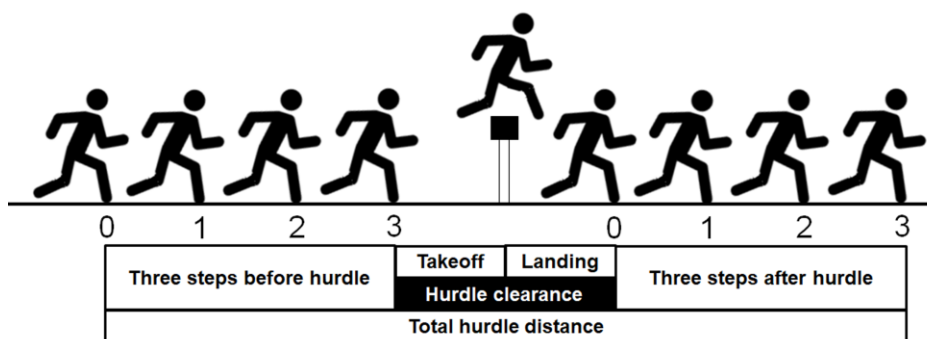 0 1 2 3 0 1 2 3
Three steps before hurdle Takeoff Landing Three steps after hurdle
Hurdle clearance
Total hurdle distance